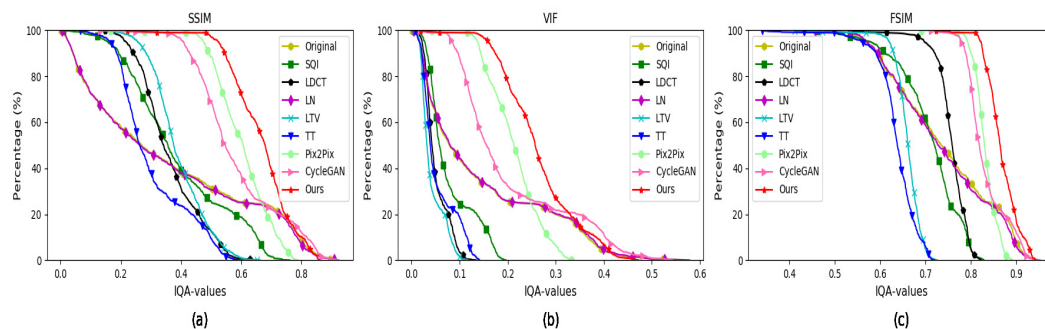 SSIM
Percentage (%)
100
80
60
40
20
0
0.0 0.2 0.4 0.6 0.8
IQA-values
Original
SQI
LDCT
LN
LTV
TT
Pix2Pix
CycleGAN
Ours
(a)
VIF
Percentage (%)
100
80
60
40
20
0
0.0 0.1 0.2 0.3 0.4 0.5 0.6
IQA-values
Original
SQI
LDCT
LN
LTV
TT
Pix2Pix
CycleGAN
Ours
(b)
FSIM
Percentage (%)
100
80
60
40
20
0
0.4 0.5 0.6 0.7 0.8 0.9
IQA-values
Original
SQI
LDCT
LN
LTV
TT
Pix2Pix
CycleGAN
Ours
(c)